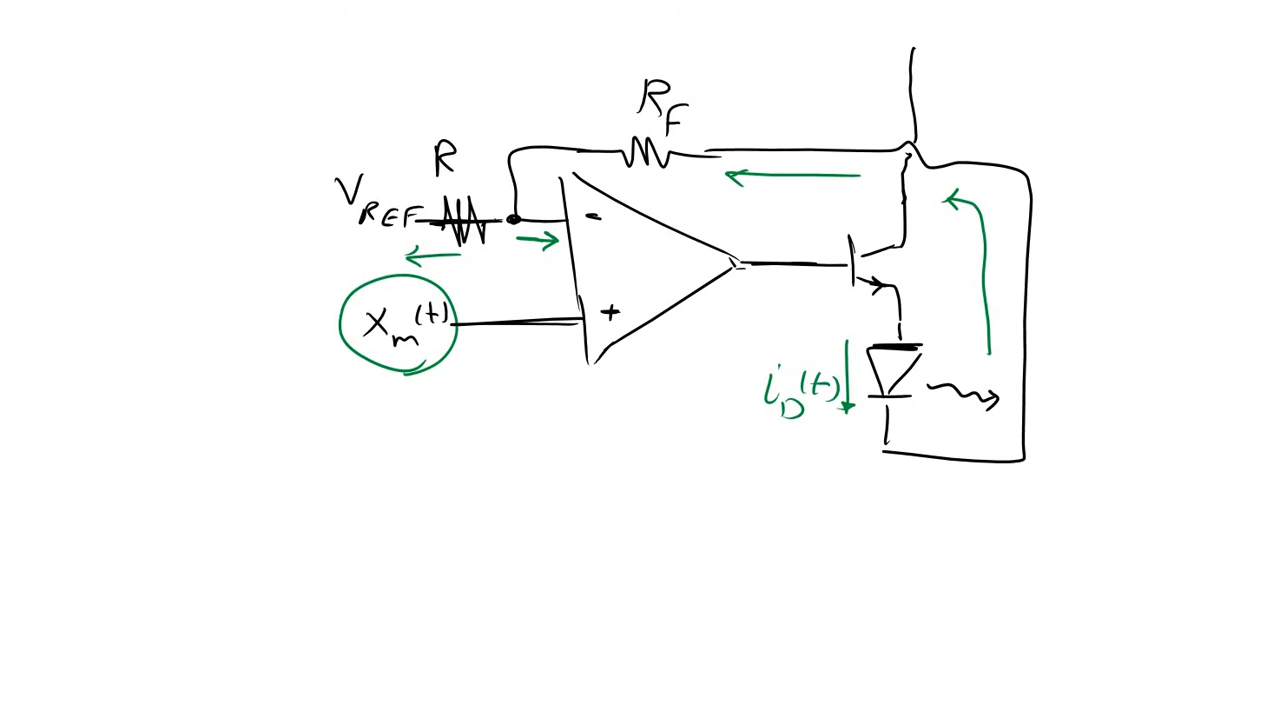 R_F
R
V_REF
-
X_m(t)
+
i_D(t)